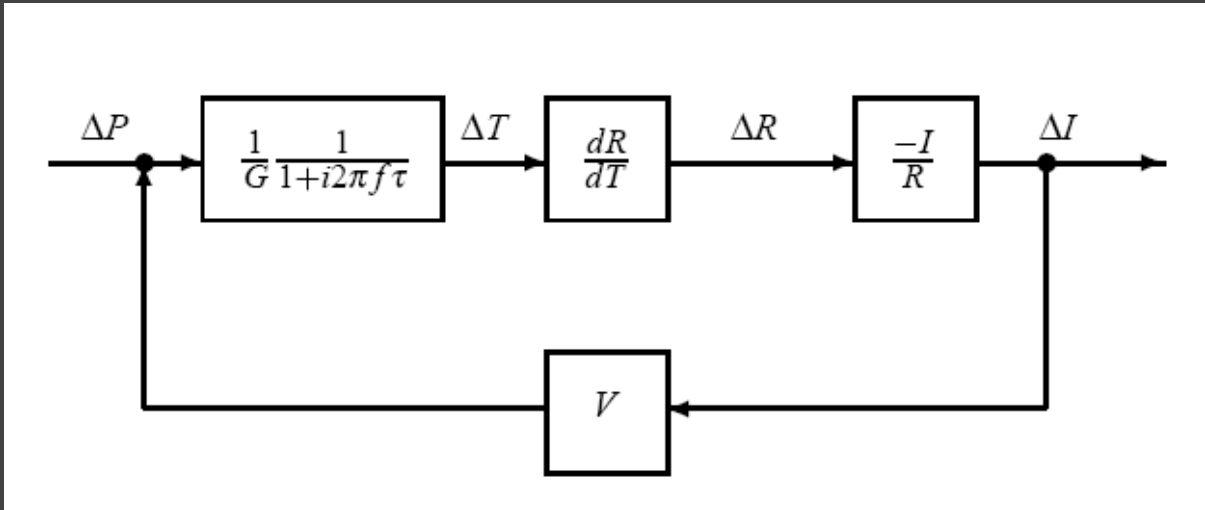 ΔP
1/G 1/(1+i2πfτ)
ΔT
dR/dT
ΔR
-I/R
ΔI
V